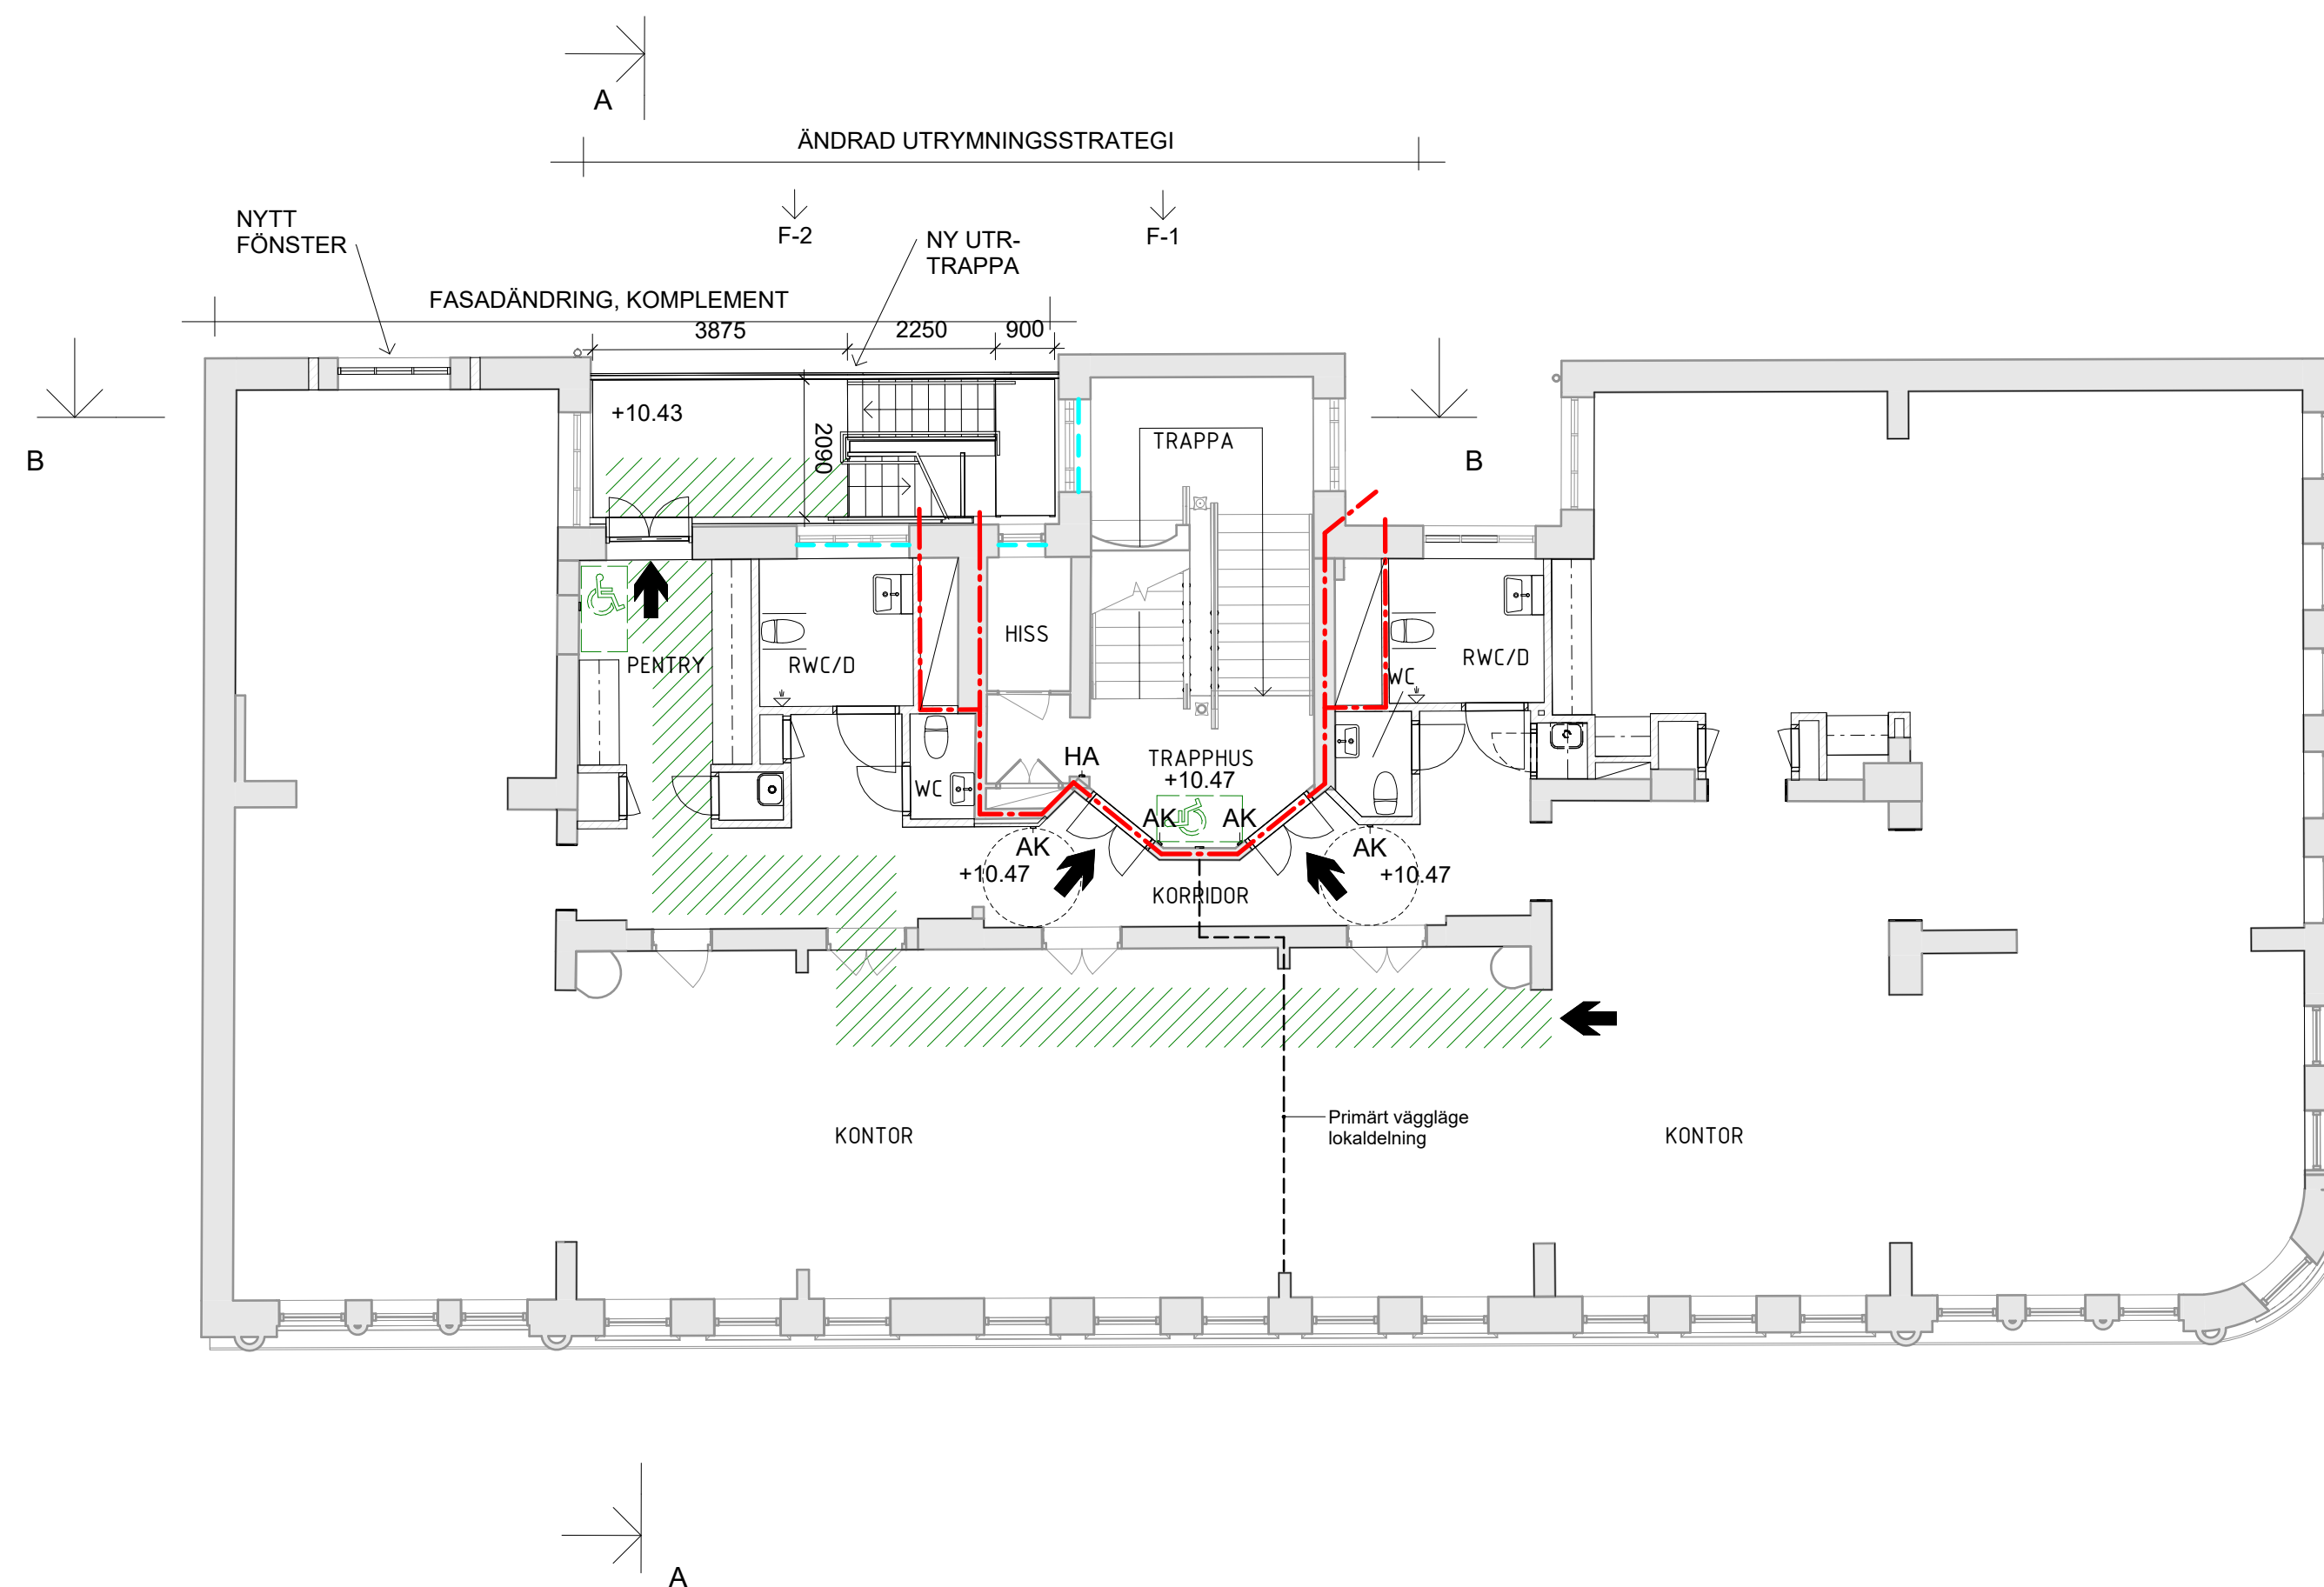 A
ÄNDRAD UTRYMNINGSSTRATEGI
F-2
F-1
NYTT
FÖNSTER
NY UTR-
TRAPPA
FASADÄNDRING, KOMPLEMENT
3875
2250
900
B
B
+10.43
2090
TRAPPA
HISS
PENTRY
RWC/D
RWC/D
WC
HA
TRAPPHUS
+10.47
WC
AK
AK
AK
AK
+10.47
+10.47
KORRIDOR
Primärt väggläge
lokaldelning
KONTOR
KONTOR
A